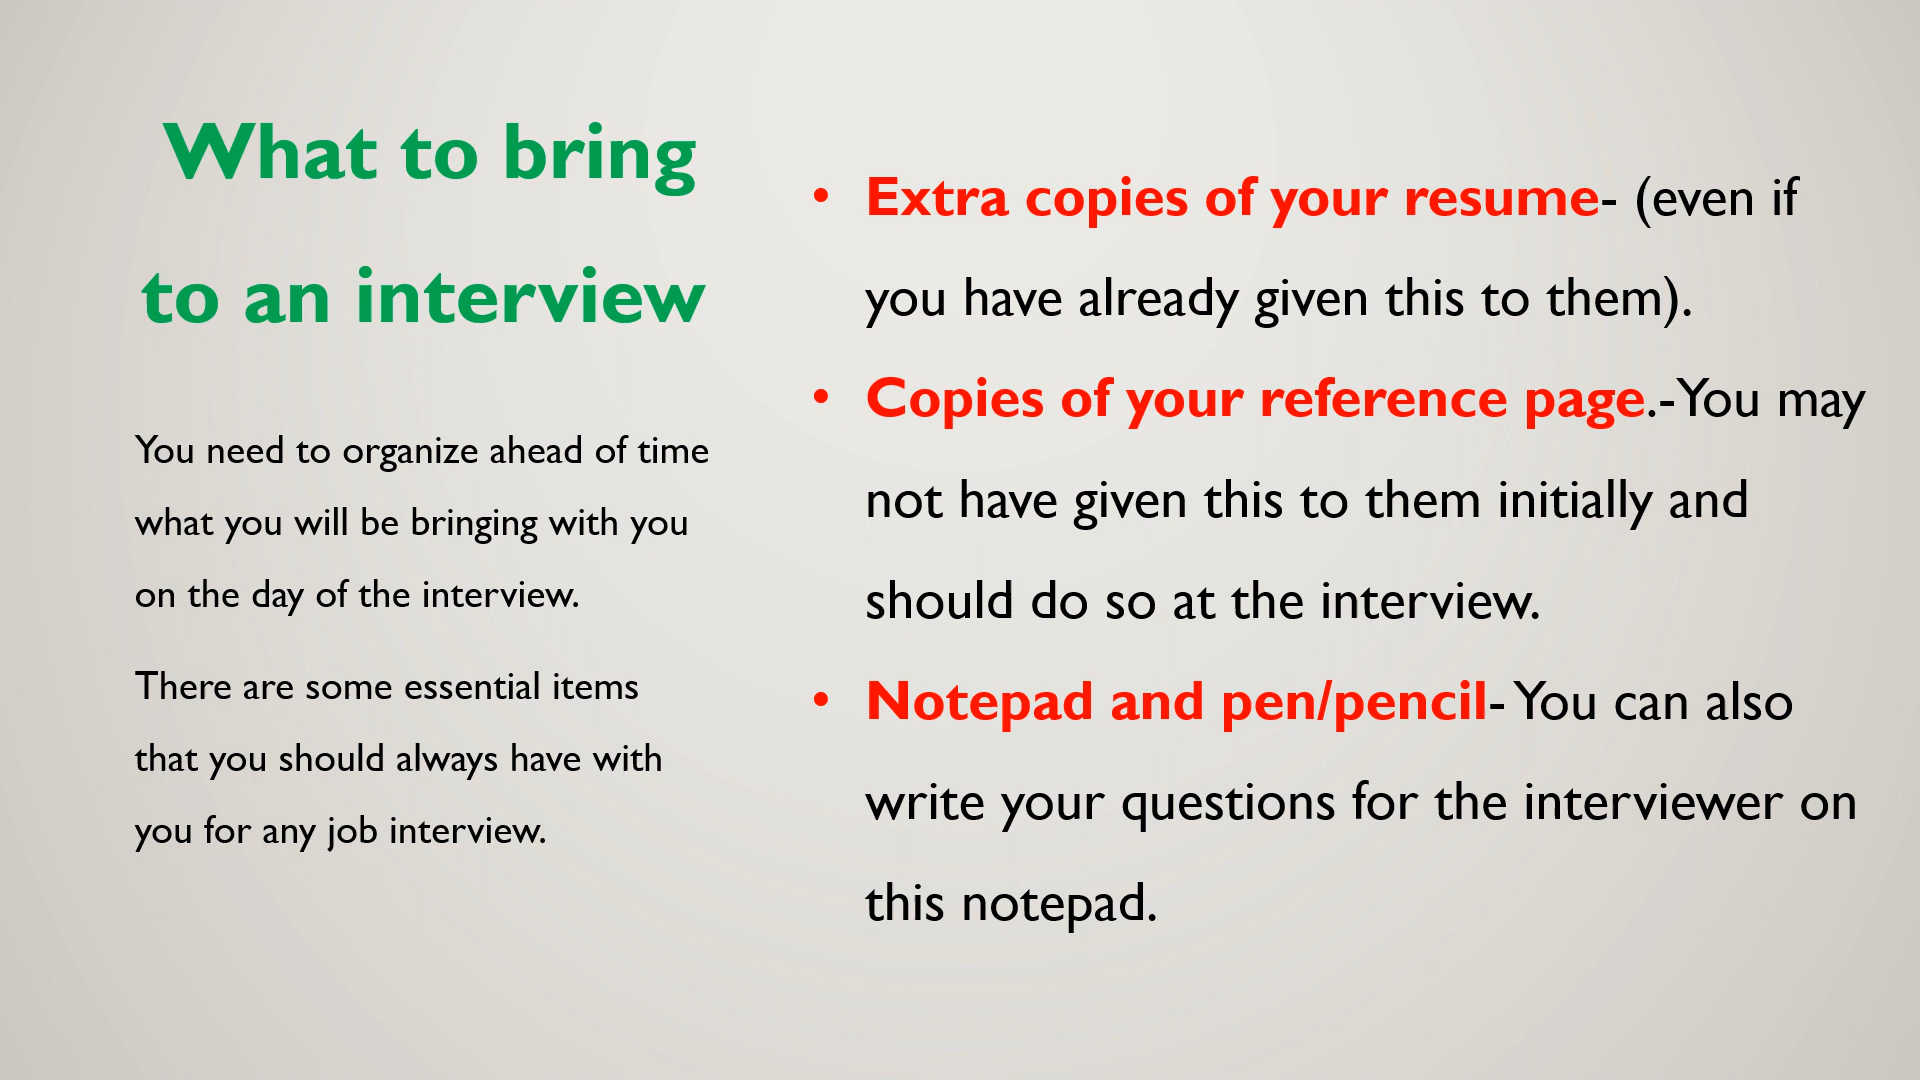 What to bring
to an interview
You need to organize ahead of time
what you will be bringing with you
on the day of the interview.
There are some essential items
that you should always have with
you for any job interview.
• Extra copies of your resume- (even if
you have already given this to them).
• Copies of your reference page.-You may
not have given this to them initially and
should do so at the interview.
• Notepad and pen/pencil- You can also
write your questions for the interviewer on
this notepad.